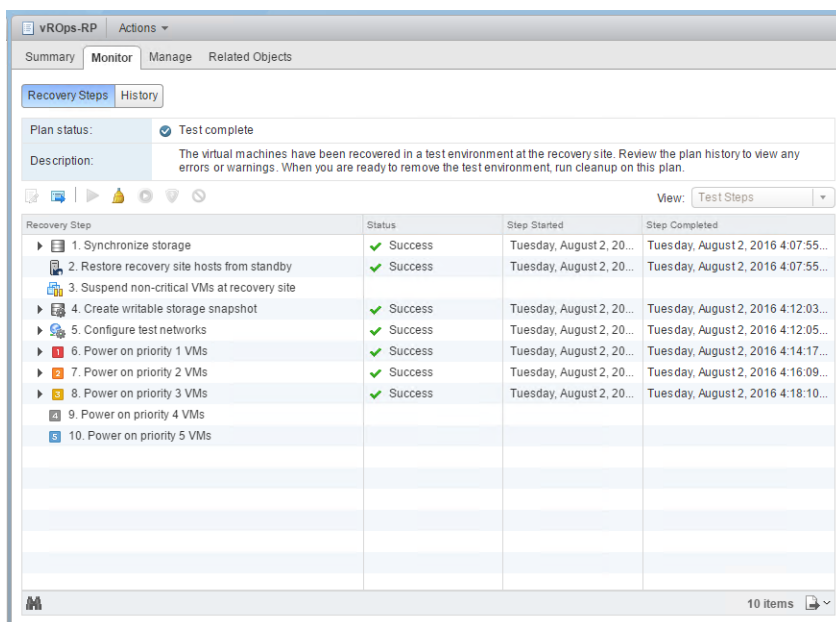 vROps-RP Actions
Summary Monitor Manage Related Objects
Recovery Steps History
Plan status: Test complete
Description: The virtual machines have been recovered in a test environment at the recovery site. Review the plan history to view any
errors or warnings. When you are ready to remove the test environment, run cleanup on this plan.
View: Test Steps
Recovery Step Status Step Started Step Completed
1. Synchronize storage Success Tuesday, August 2, 20... Tuesday, August 2, 2016 4:07:55...
2. Restore recovery site hosts from standby Success Tuesday, August 2, 20... Tuesday, August 2, 2016 4:07:55...
3. Suspend non-critical VMs at recovery site
4. Create writable storage snapshot Success Tuesday, August 2, 20... Tuesday, August 2, 2016 4:12:03...
5. Configure test networks Success Tuesday, August 2, 20... Tuesday, August 2, 2016 4:12:05...
1 6. Power on priority 1 VMs Success Tuesday, August 2, 20... Tuesday, August 2, 2016 4:14:17...
2 7. Power on priority 2 VMs Success Tuesday, August 2, 20... Tuesday, August 2, 2016 4:16:09...
3 8. Power on priority 3 VMs Success Tuesday, August 2, 20... Tuesday, August 2, 2016 4:18:10...
4 9. Power on priority 4 VMs
5 10. Power on priority 5 VMs
10 items